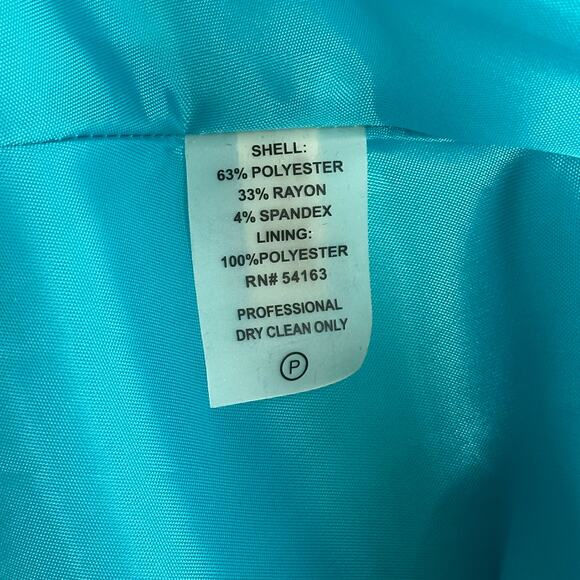 SHELL:
63% POLYESTER
33% RAYON
4% SPANDEX
LINING:
100%POLYESTER
RN# 54163
PROFESSIONAL
DRY CLEAN ONLY
P